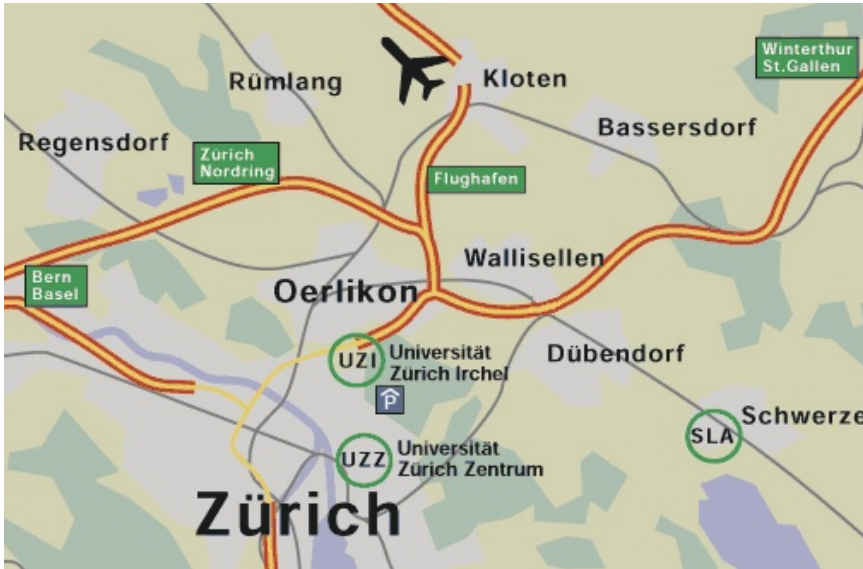 Winterthur
St.Gallen
Rümlang
Kloten
Regensdorf
Bassersdorf
Zürich
Nordring
Flughafen
Wallisellen
Bern
Basel
Oerlikon
UZI
Universität
Zürich Irchel
Dübendorf
P
Schwerze
SLA
UZZ
Universität
Zürich Zentrum
Zürich